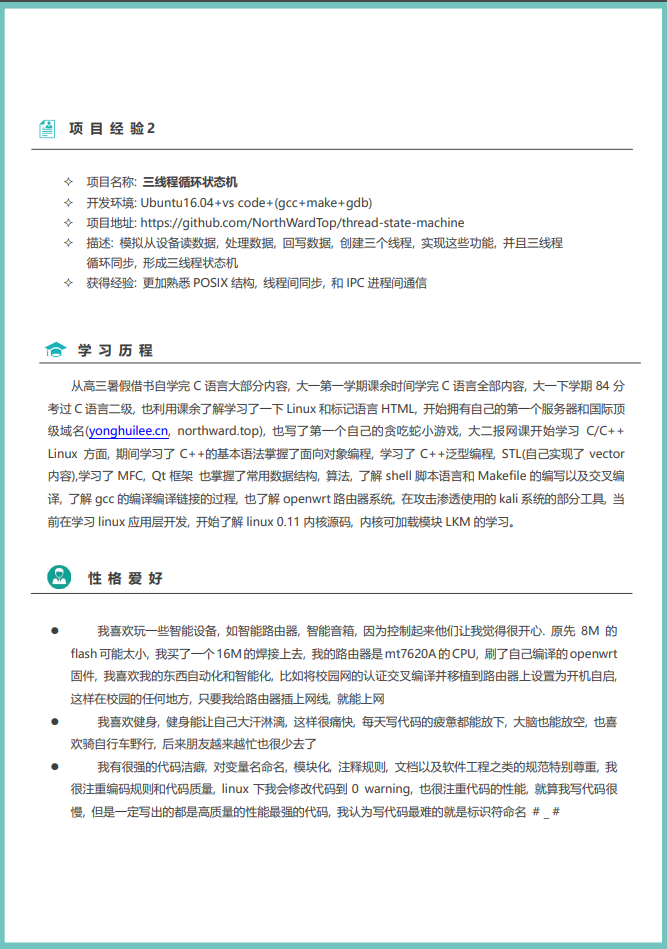 项目经验2
项目名称: 三线程循环状态机
开发环境: Ubuntu16.04+vs code+(gcc+make+gdb)
项目地址: https://github.com/NorthWardTop/thread-state-machine
描述: 模拟从设备读数据, 处理数据, 回写数据, 创建三个线程, 实现这些功能, 并且三线程
循环同步, 形成三线程状态机
获得经验: 更加熟悉 POSIX 结构, 线程间同步, 和 IPC 进程间通信
学习历程
从高三暑假借书自学完 C 语言大部分内容, 大一第一学期课余时间学完 C 语言全部内容, 大一下学期 84 分
考过 C 语言二级, 也利用课余了解学习了一下 Linux 和标记语言 HTML, 开始拥有自己的第一个服务器和国际顶
级域名(yonghuilee.cn, northward.top), 也写了第一个自己的贪吃蛇小游戏, 大二报网课开始学习 C/C++
Linux 方面, 期间学习了 C++的基本语法掌握了面向对象编程, 学习了 C++泛型编程, STL(自己实现了 vector
内容),学习了 MFC, Qt 框架 也掌握了常用数据结构, 算法, 了解 shell 脚本语言和 Makefile 的编写以及交叉编
译, 了解 gcc 的编译编译链接的过程, 也了解 openwrt 路由器系统, 在攻击渗透使用的 kali 系统的部分工具, 当
前在学习 linux 应用层开发, 开始了解 linux 0.11 内核源码, 内核可加载模块 LKM 的学习。
性格爱好
● 我喜欢玩一些智能设备, 如智能路由器, 智能音箱, 因为控制起来他们让我觉得很开心. 原先 8M 的
flash 可能太小, 我买了一个 16M 的焊接上去, 我的路由器是 mt7620A 的 CPU, 刷了自己编译的 openwrt
固件, 我喜欢我的东西自动化和智能化, 比如将校园网的认证交叉编译并移植到路由器上设置为开机自启,
这样在校园的任何地方, 只要我给路由器插上网线, 就能上网
● 我喜欢健身, 健身能让自己大汗淋漓, 这样很痛快, 每天写代码的疲惫都能放下, 大脑也能放空, 也喜
欢骑自行车野行, 后来朋友越来越忙也很少去了
● 我有很强的代码洁癖, 对变量名命名, 模块化, 注释规则, 文档以及软件工程之类的规范特别尊重, 我
很注重编码规则和代码质量, linux 下我会修改代码到 0 warning, 也很注重代码的性能, 就算我写代码很
慢, 但是一定写出的都是高质量的性能最强的代码, 我认为写代码最难的就是标识符命名 # _ #